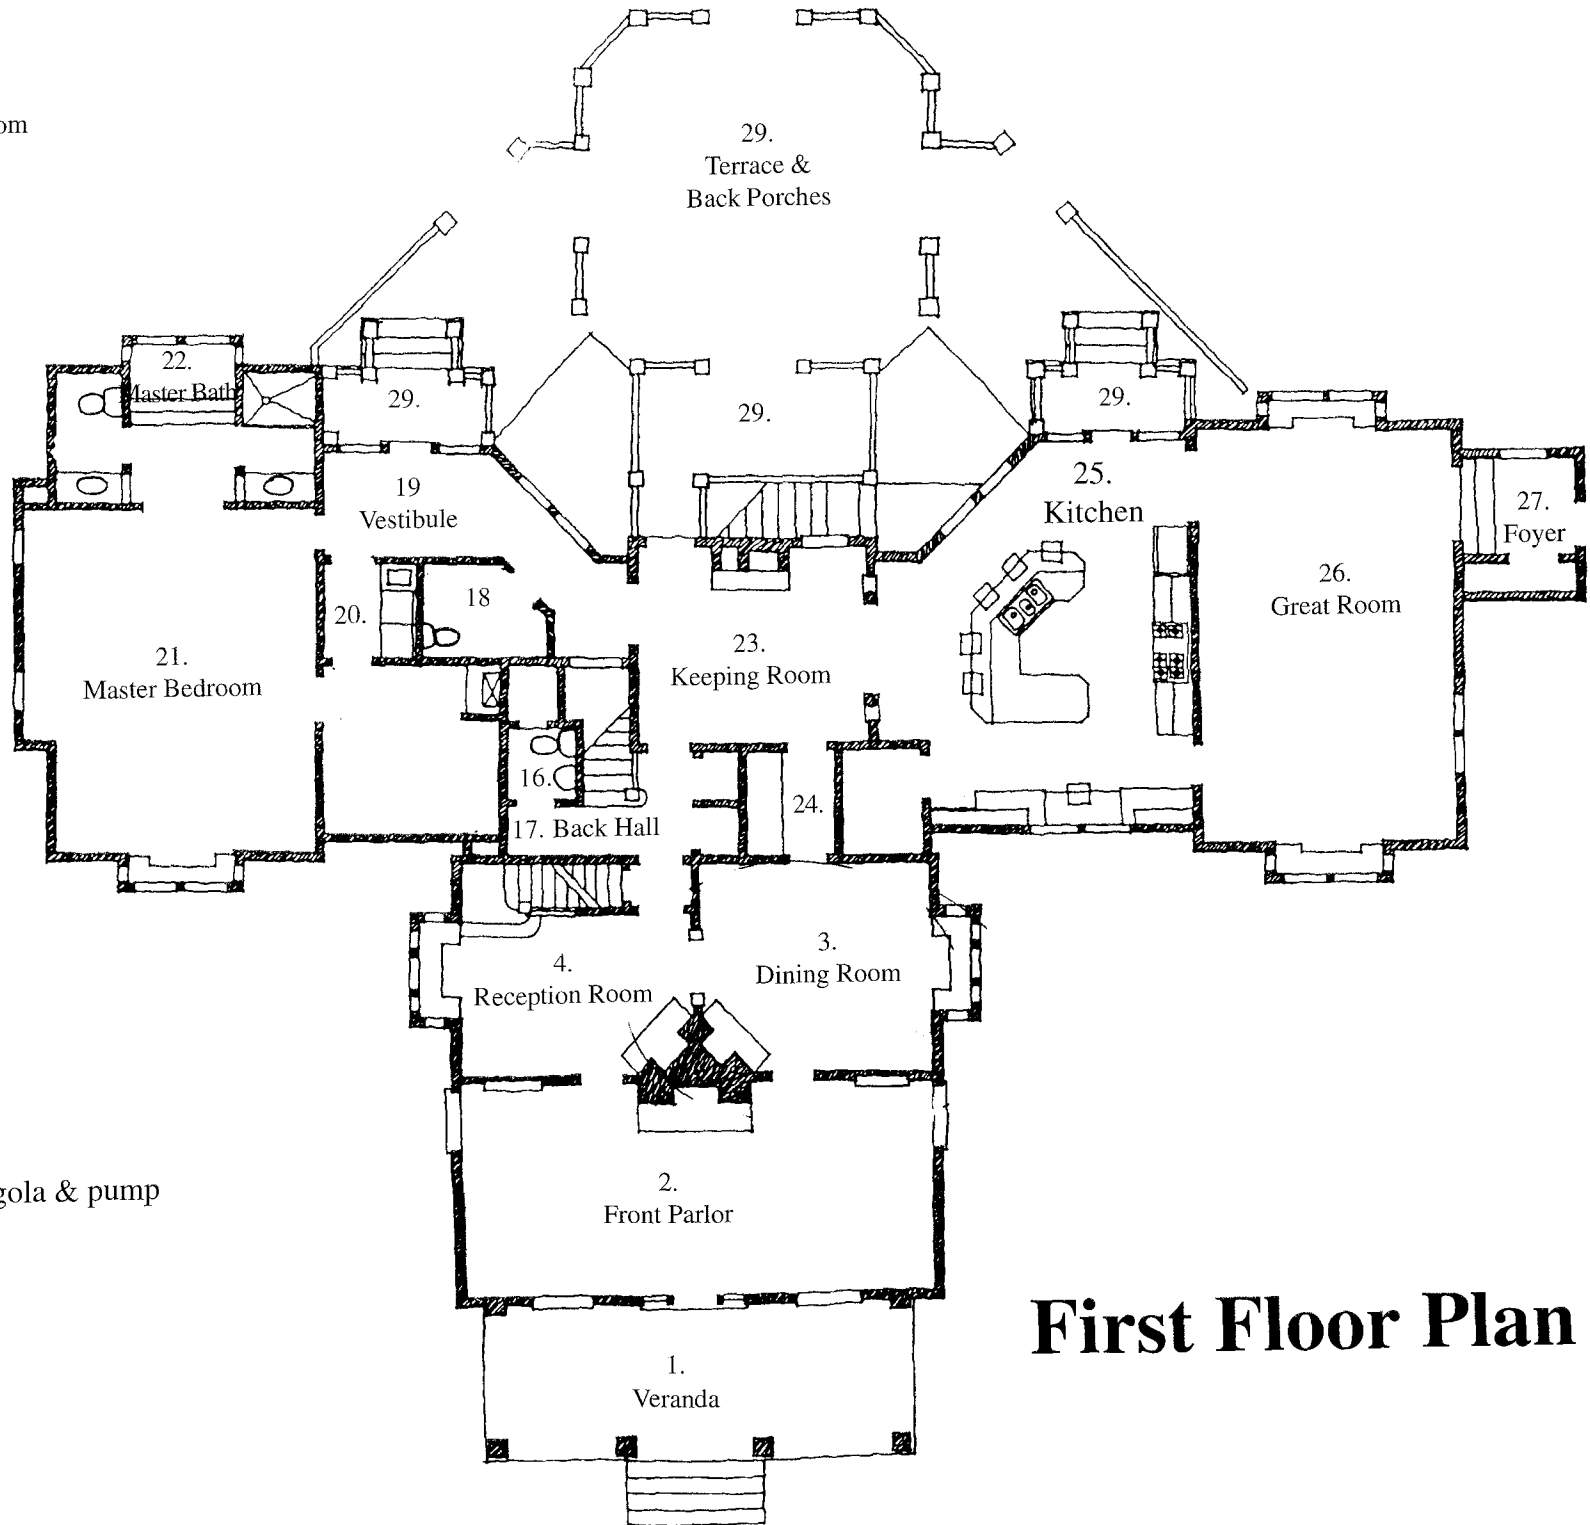 om
29.
Terrace &
Back Porches
22.
Master Bath
29.
29.
29.
19
Vestibule
25.
Kitchen
27.
Foyer
20.
18
26.
Great Room
21.
Master Bedroom
23.
Keeping Room
16.
24.
17. Back Hall
4.
Reception Room
3.
Dining Room
gola & pump
2.
Front Parlor
First Floor Plan
1.
Veranda